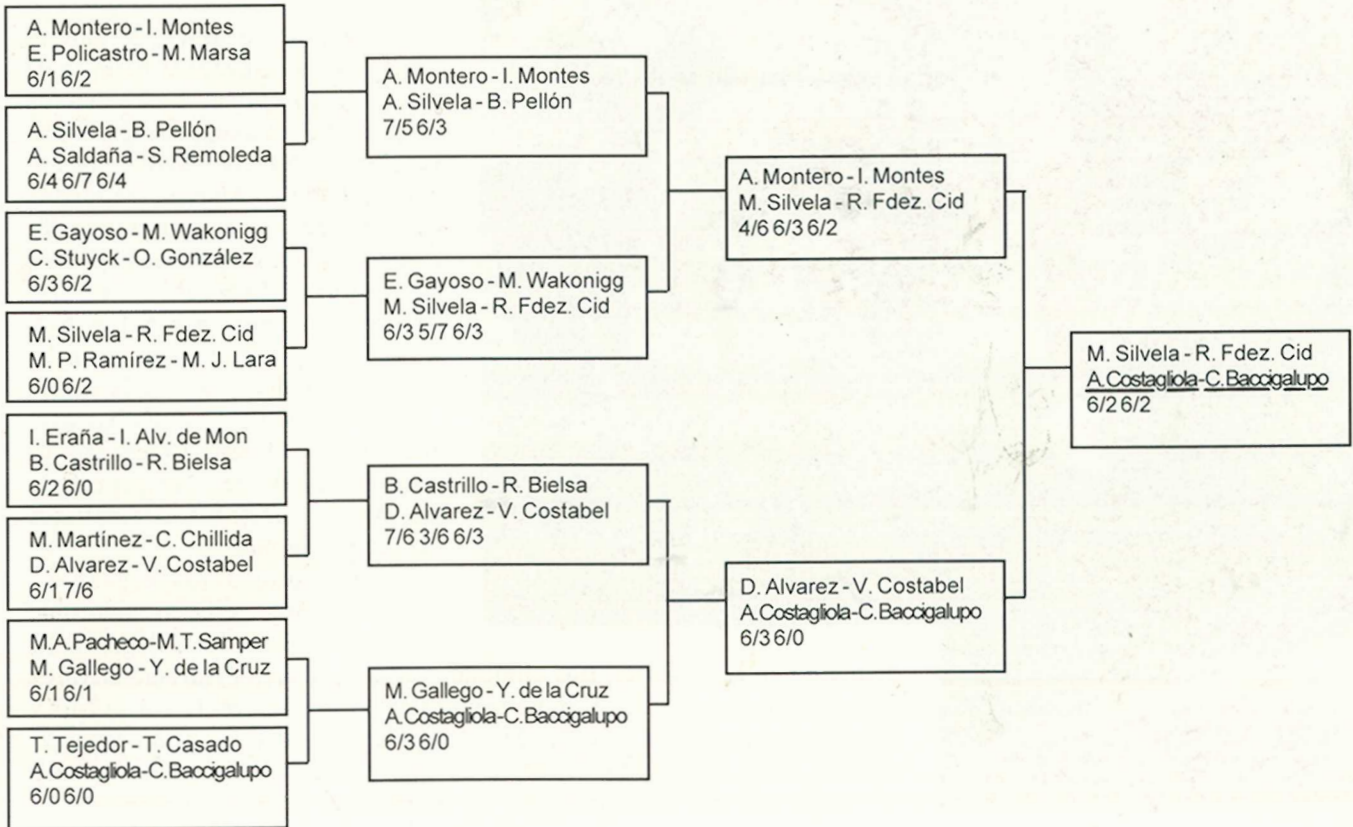 A. Montero - I. Montes
E. Policastro - M. Marsa
6/1 6/2
A. Silvela - B. Pellón
A. Saldaña - S. Remoleda
6/4 6/7 6/4
E. Gayoso - M. Wakonigg
C. Stuyck - O. González
6/3 6/2
M. Silvela - R. Fdez. Cid
M. P. Ramírez - M. J. Lara
6/0 6/2
I. Eraña - I. Alv. de Mon
B. Castrillo - R. Bielsa
6/2 6/0
M. Martínez - C. Chillida
D. Alvarez - V. Costabel
6/1 7/6
M.A. Pacheco - M.T. Samper
M. Gallego - Y. de la Cruz
6/1 6/1
T. Tejedor - T. Casado
A. Costagliola - C. Baccigalupo
6/0 6/0
A. Montero - I. Montes
A. Silvela - B. Pellón
7/5 6/3
E. Gayoso - M. Wakonigg
M. Silvela - R. Fdez. Cid
6/3 5/7 6/3
B. Castrillo - R. Bielsa
D. Alvarez - V. Costabel
7/6 3/6 6/3
M. Gallego - Y. de la Cruz
A. Costagliola - C. Baccigalupo
6/3 6/0
A. Montero - I. Montes
M. Silvela - R. Fdez. Cid
4/6 6/3 6/2
D. Alvarez - V. Costabel
A. Costagliola - C. Baccigalupo
6/3 6/0
M. Silvela - R. Fdez. Cid
A. Costagliola - C. Baccigalupo
6/2 6/2